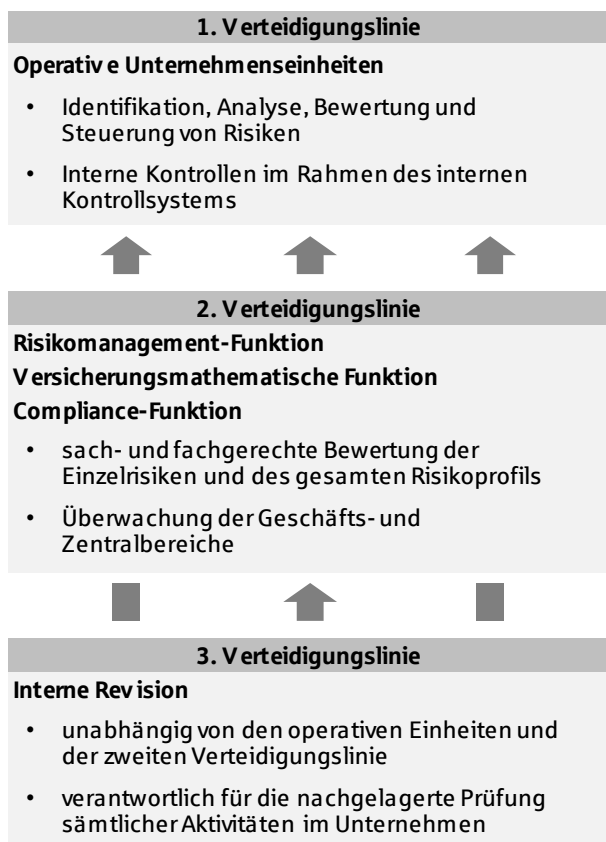 1. Verteidigungslinie
Operative Unternehmenseinheiten
• Identifikation, Analyse, Bewertung und
Steuerung von Risiken
• Interne Kontrollen im Rahmen des internen
Kontrollsystems
2. Verteidigungslinie
Risikomanagement-Funktion
Versicherungsmathematische Funktion
Compliance-Funktion
• sach- und fachgerechte Bewertung der
Einzelrisiken und des gesamten Risikoprofils
• Überwachung der Geschäfts- und
Zentralbereiche
3. Verteidigungslinie
Interne Revision
• unabhängig von den operativen Einheiten und
der zweiten Verteidigungslinie
• verantwortlich für die nachgelagerte Prüfung
sämtlicher Aktivitäten im Unternehmen